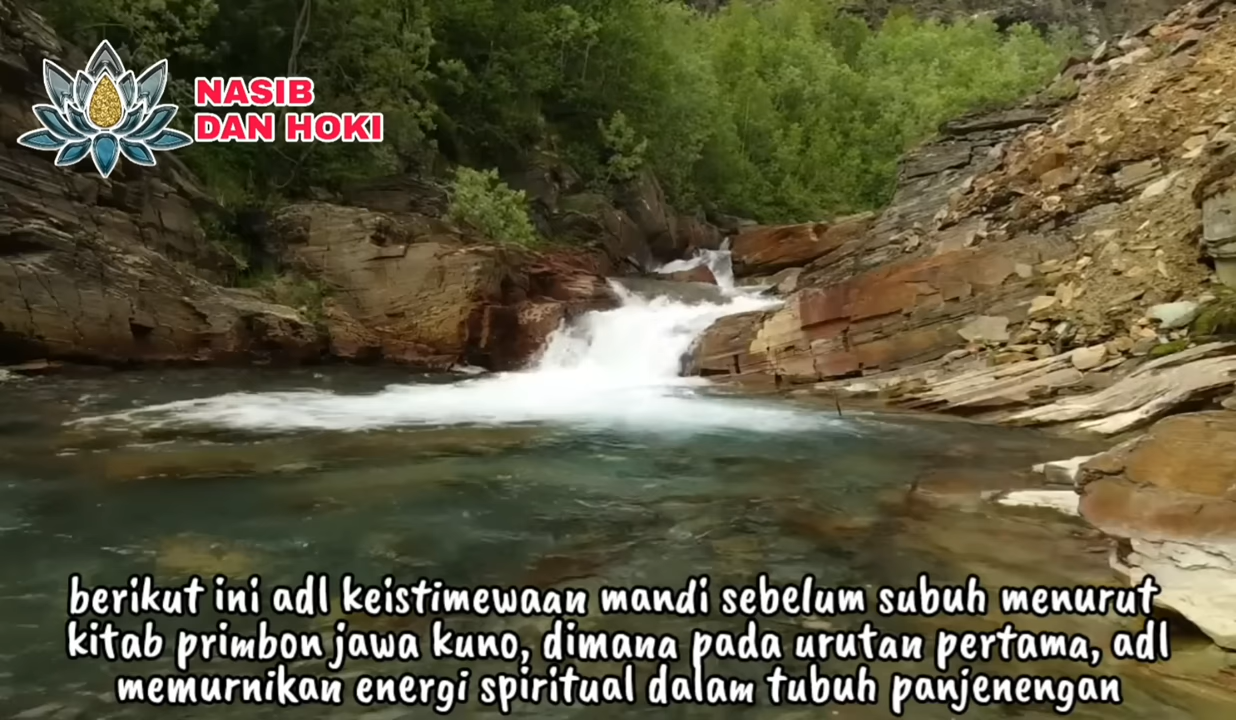 NASIB
DAN HOKI
berikut ini adl keistimewaan mandi sebelum subuh menurut
kitab primbon jawa kuno, dimana pada urutan pertama, adl
memurnikan energi spiritual dalam tubuh panjenengan